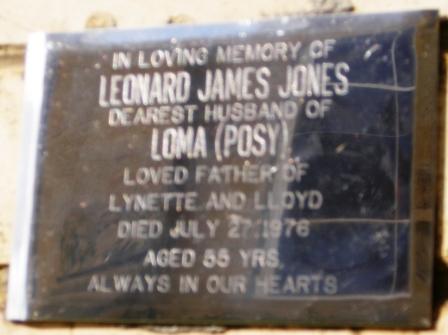 IN LOVING MEMORY OF
LEONARD JAMES JONES
DEAREST HUSBAND OF
LOMA (POSY)
LOVED FATHER OF
LYNETTE AND LLOYD
DIED JULY 27.1976
AGED 55 YRS.
ALWAYS IN OUR HEARTS